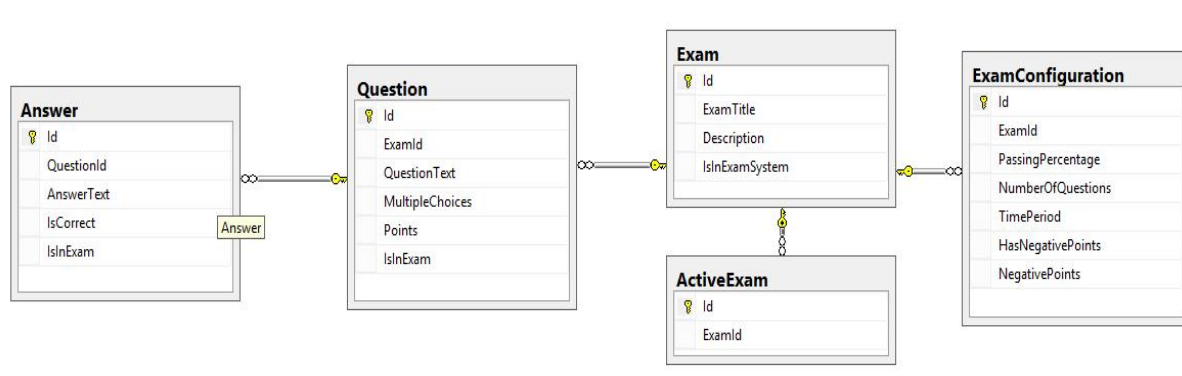 Answer
Id
QuestionId
AnswerText
IsCorrect
IsInExam
Answer
Question
Id
ExamId
QuestionText
MultipleChoices
Points
IsInExam
Exam
Id
ExamTitle
Description
IsInExamSystem
ActiveExam
Id
ExamId
ExamConfiguration
Id
ExamId
PassingPercentage
NumberOfQuestions
TimePeriod
HasNegativePoints
NegativePoints